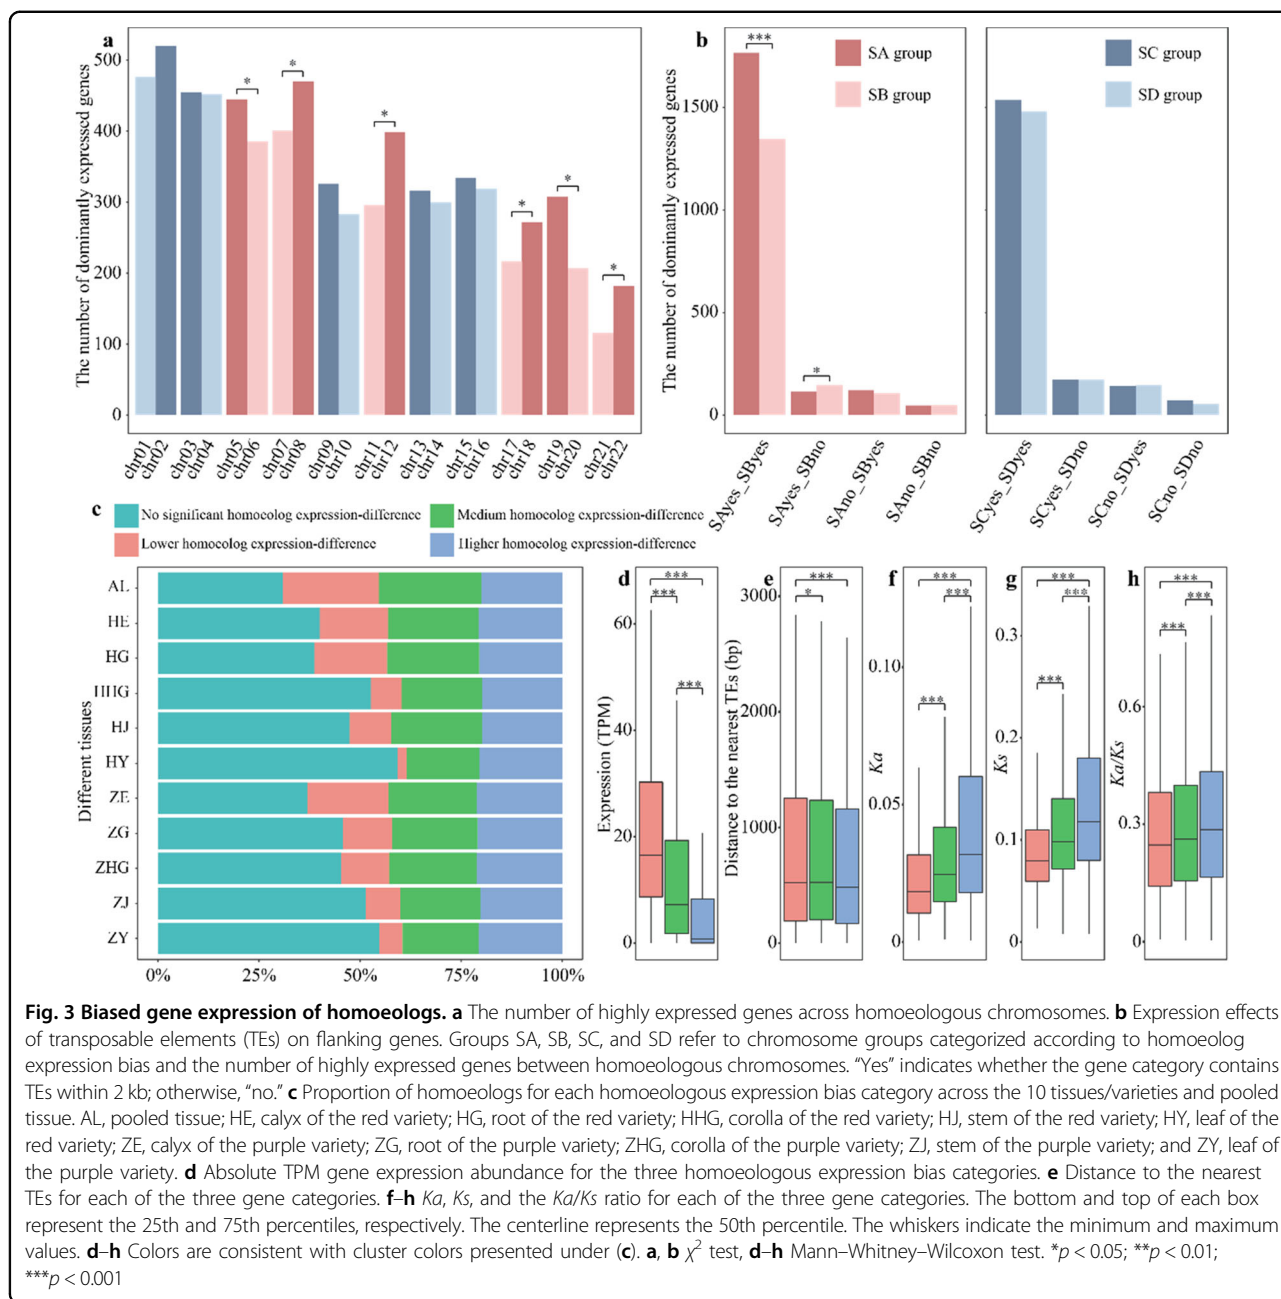 a
The number of dominantly expressed genes
500
400
300
200
100
0
*
*
*
*
*
*
chr01
chr02
chr03
chr04
chr05
chr06
chr07
chr08
chr09
chr10
chr11
chr12
chr13
chr14
chr15
chr16
chr17
chr18
chr19
chr20
chr21
chr22
b
The number of dominantly expressed genes
1500
1000
500
0
***
*
SA group
SB group
SC group
SD group
SAyes_SByes
SAyes_SBno
SAno_SByes
SAno_SBno
SCyes_SDyes
SCyes_SDno
SCno_SDyes
SCno_SDno
c
No significant homoeolog expression-difference
Medium homoeolog expression-difference
Lower homoeolog expression-difference
Higher homoeolog expression-difference
Different tissues
AL
HE
HG
HHG
HJ
HY
ZE
ZG
ZHG
ZJ
ZY
0%
25%
50%
75%
100%
d
Expression (TPM)
60
40
20
0
***
***
***
e
Distance to the nearest TEs (bp)
3000
2000
1000
0
***
*
f
Ka
0.10
0.05
0
***
***
***
g
Ks
0.3
0.2
0.1
0
***
***
***
h
Ka/Ks
0.6
0.3
0
***
***
***
Fig. 3 Biased gene expression of homoeologs. a The number of highly expressed genes across homoeologous chromosomes. b Expression effects
of transposable elements (TEs) on flanking genes. Groups SA, SB, SC, and SD refer to chromosome groups categorized according to homoeolog
expression bias and the number of highly expressed genes between homoeologous chromosomes. “Yes” indicates whether the gene category contains
TEs within 2 kb; otherwise, “no.” c Proportion of homoeologs for each homoeologous expression bias category across the 10 tissues/varieties and pooled
tissue. AL, pooled tissue; HE, calyx of the red variety; HG, root of the red variety; HHG, corolla of the red variety; HJ, stem of the red variety; HY, leaf of the
red variety; ZE, calyx of the purple variety; ZG, root of the purple variety; ZHG, corolla of the purple variety; ZJ, stem of the purple variety; and ZY, leaf of
the purple variety. d Absolute TPM gene expression abundance for the three homoeologous expression bias categories. e Distance to the nearest
TEs for each of the three gene categories. f–h Ka, Ks, and the Ka/Ks ratio for each of the three gene categories. The bottom and top of each box
represent the 25th and 75th percentiles, respectively. The centerline represents the 50th percentile. The whiskers indicate the minimum and maximum
values. d–h Colors are consistent with cluster colors presented under (c). a, b χ² test, d–h Mann–Whitney–Wilcoxon test. *p < 0.05; **p < 0.01;
***p < 0.001